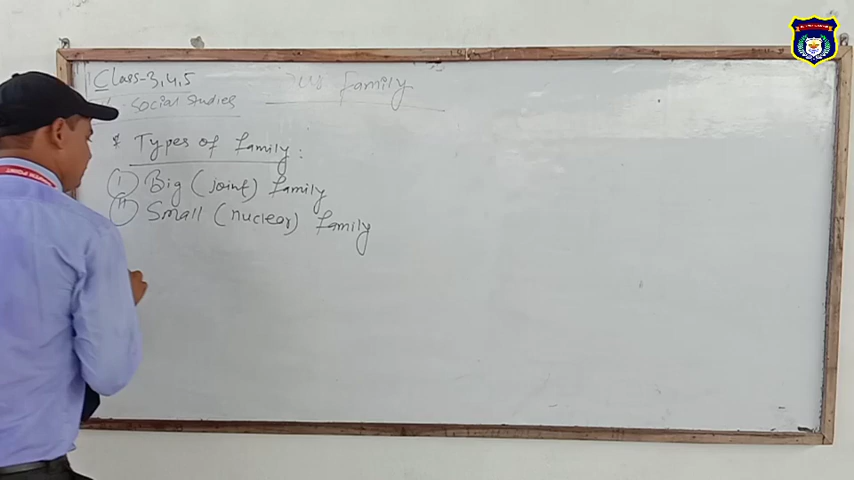 Class-3,4,5
Social Studies
Family
* Types of family:
(I) Big (joint) family
(II) Small (nuclear) family